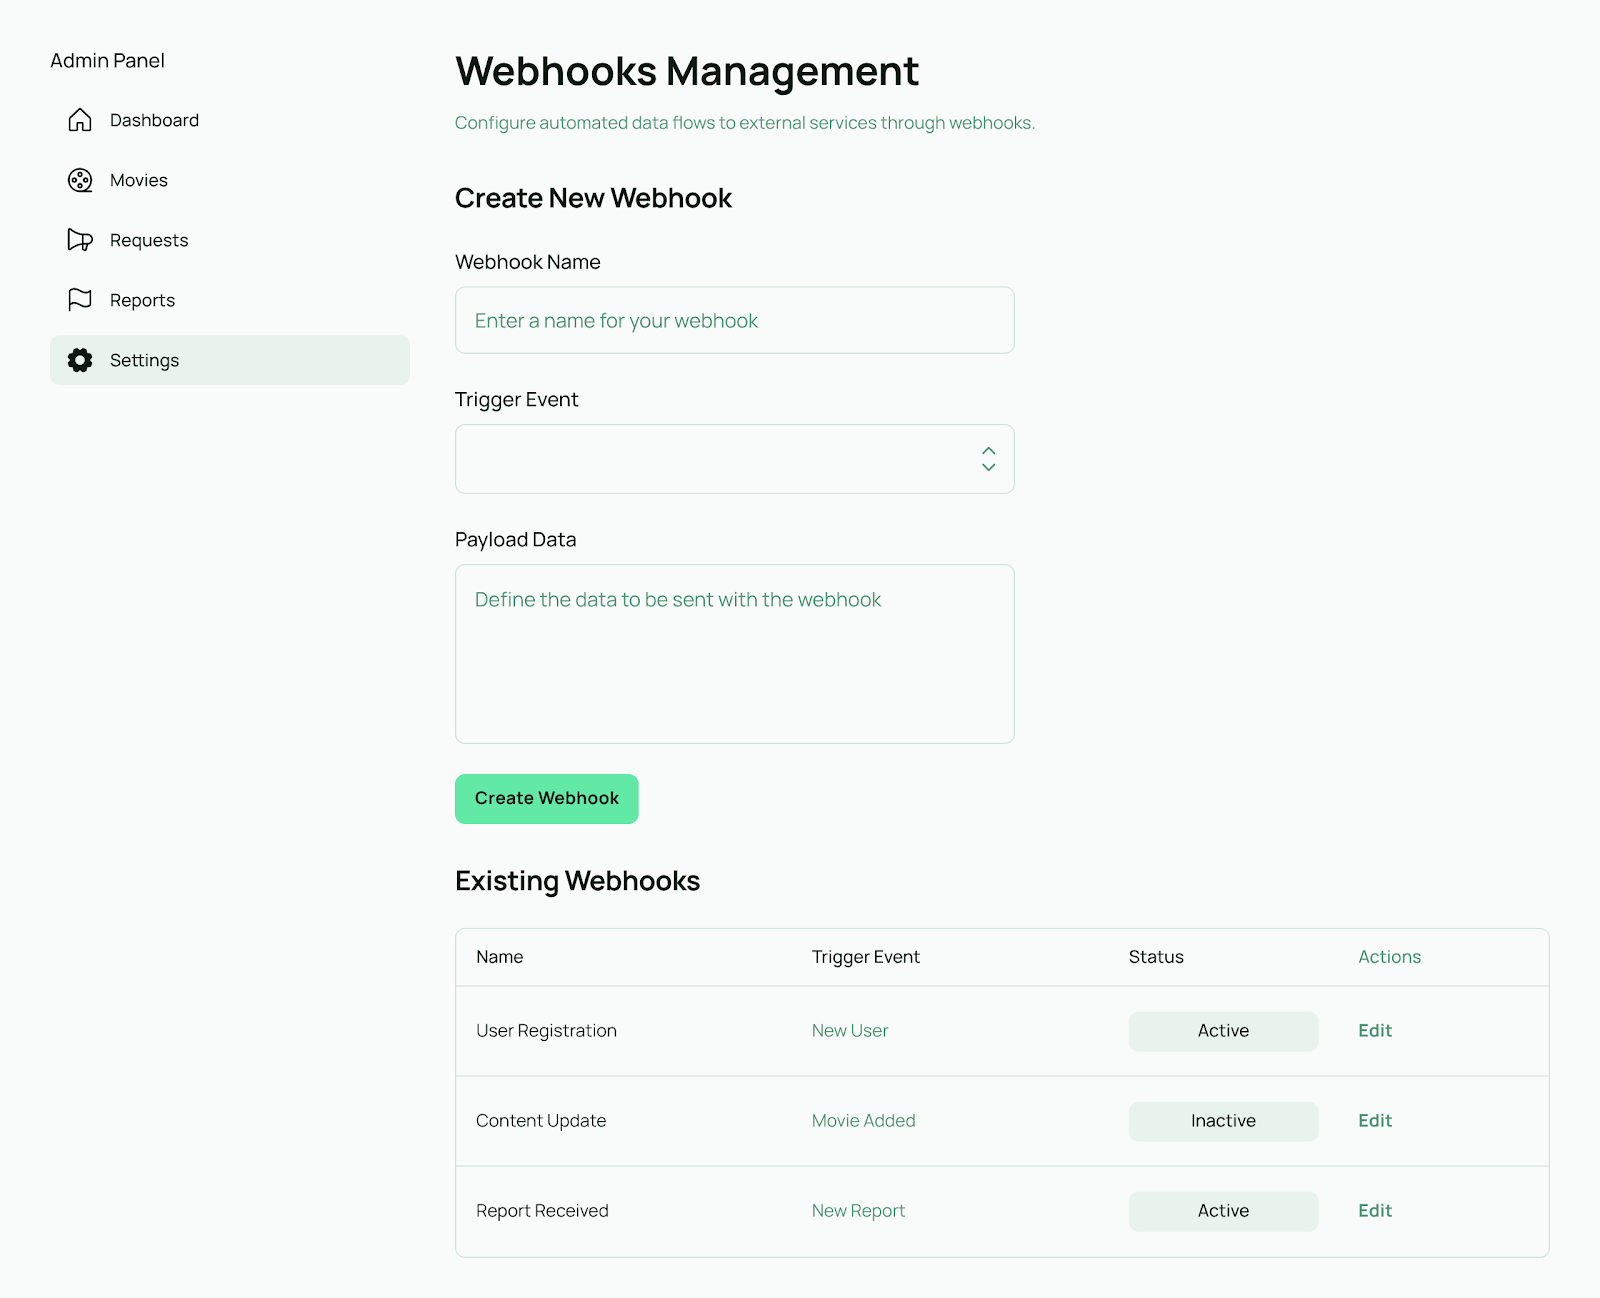 Admin Panel
Dashboard
Movies
Requests
Reports
Settings
Webhooks Management
Configure automated data flows to external services through webhooks.
Create New Webhook
Webhook Name
Enter a name for your webhook
Trigger Event
Payload Data
Define the data to be sent with the webhook
Create Webhook
Existing Webhooks
Name Trigger Event Status Actions
User Registration New User Active Edit
Content Update Movie Added Inactive Edit
Report Received New Report Active Edit